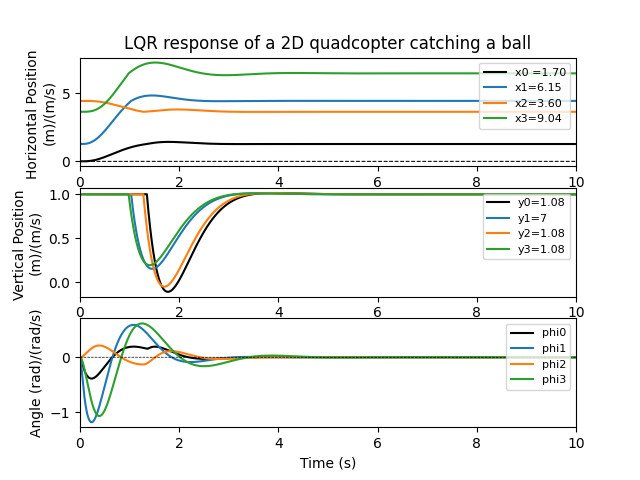 LQR response of a 2D quadcopter catching a ball
Horizontal Position
(m)/(m/s)
5
0
x0 =1.70
x1=6.15
x2=3.60
x3=9.04
0 2 4 6 8 10
Vertical Position
(m)/(m/s)
1.0
0.5
0.0
y0=1.08
y1=7
y2=1.08
y3=1.08
0 2 4 6 8 10
Angle (rad)/(rad/s)
0
−1
phi0
phi1
phi2
phi3
0 2 4 6 8 10
Time (s)